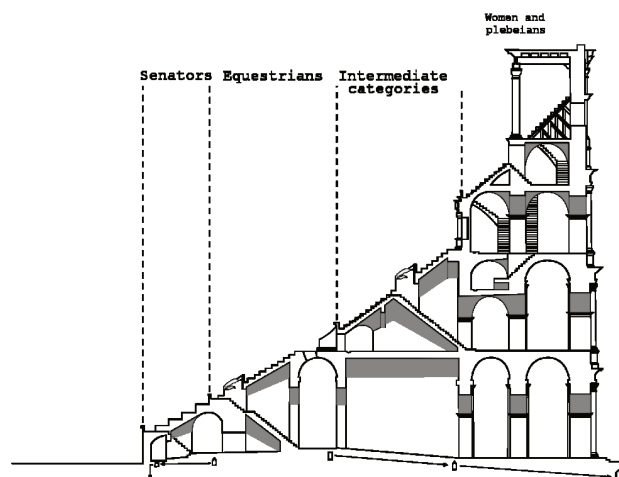 Women and
plebeians
Senators Equestrians Intermediate
categories